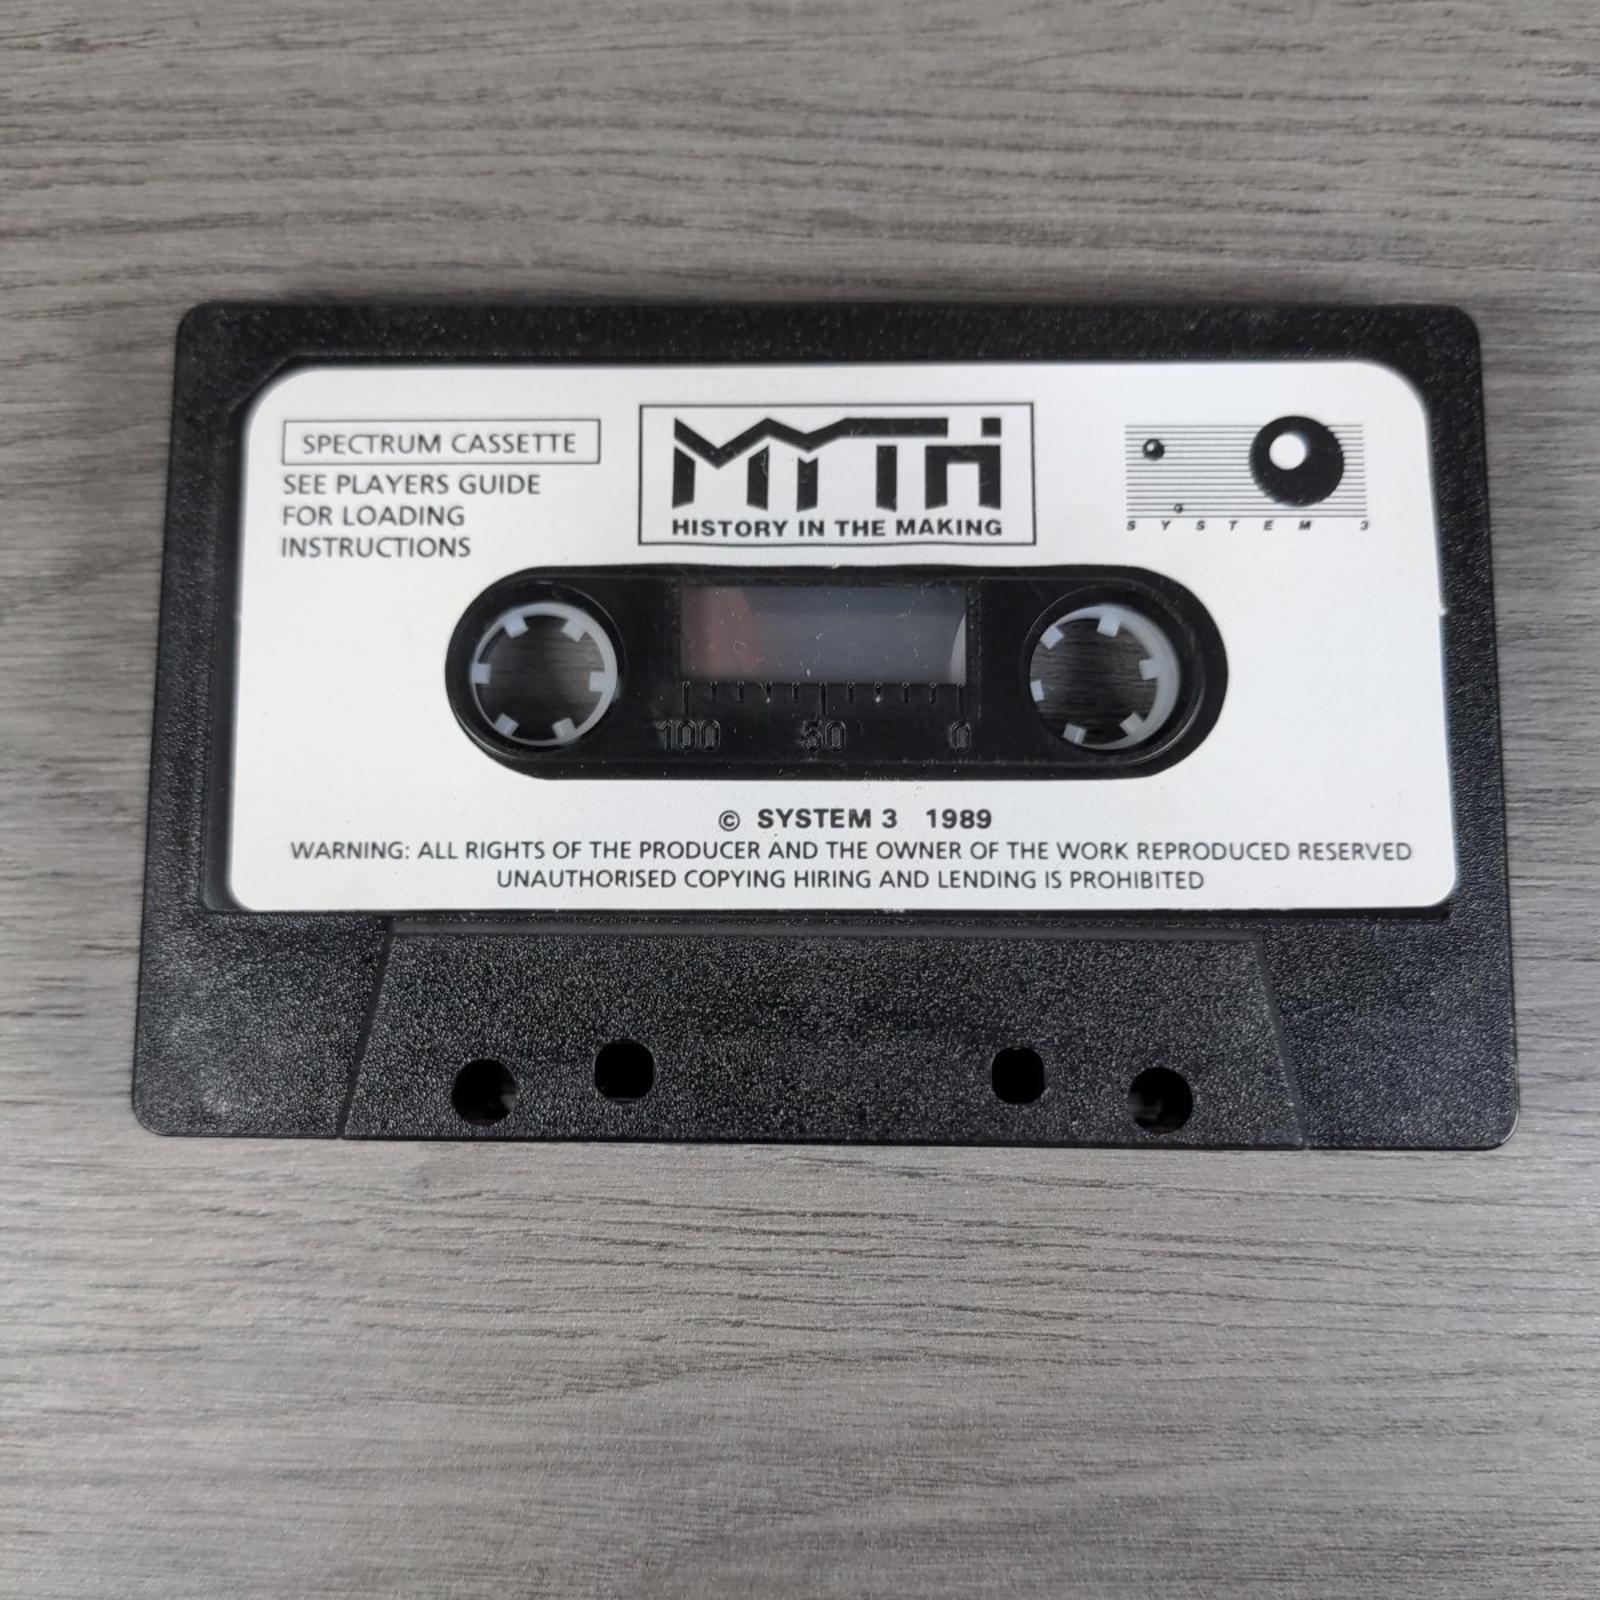 SPECTRUM CASSETTE
SEE PLAYERS GUIDE
FOR LOADING
INSTRUCTIONS
MYTH
HISTORY IN THE MAKING
SYSTEM 3
100 50 0
© SYSTEM 3 1989
WARNING: ALL RIGHTS OF THE PRODUCER AND THE OWNER OF THE WORK REPRODUCED RESERVED
UNAUTHORISED COPYING HIRING AND LENDING IS PROHIBITED